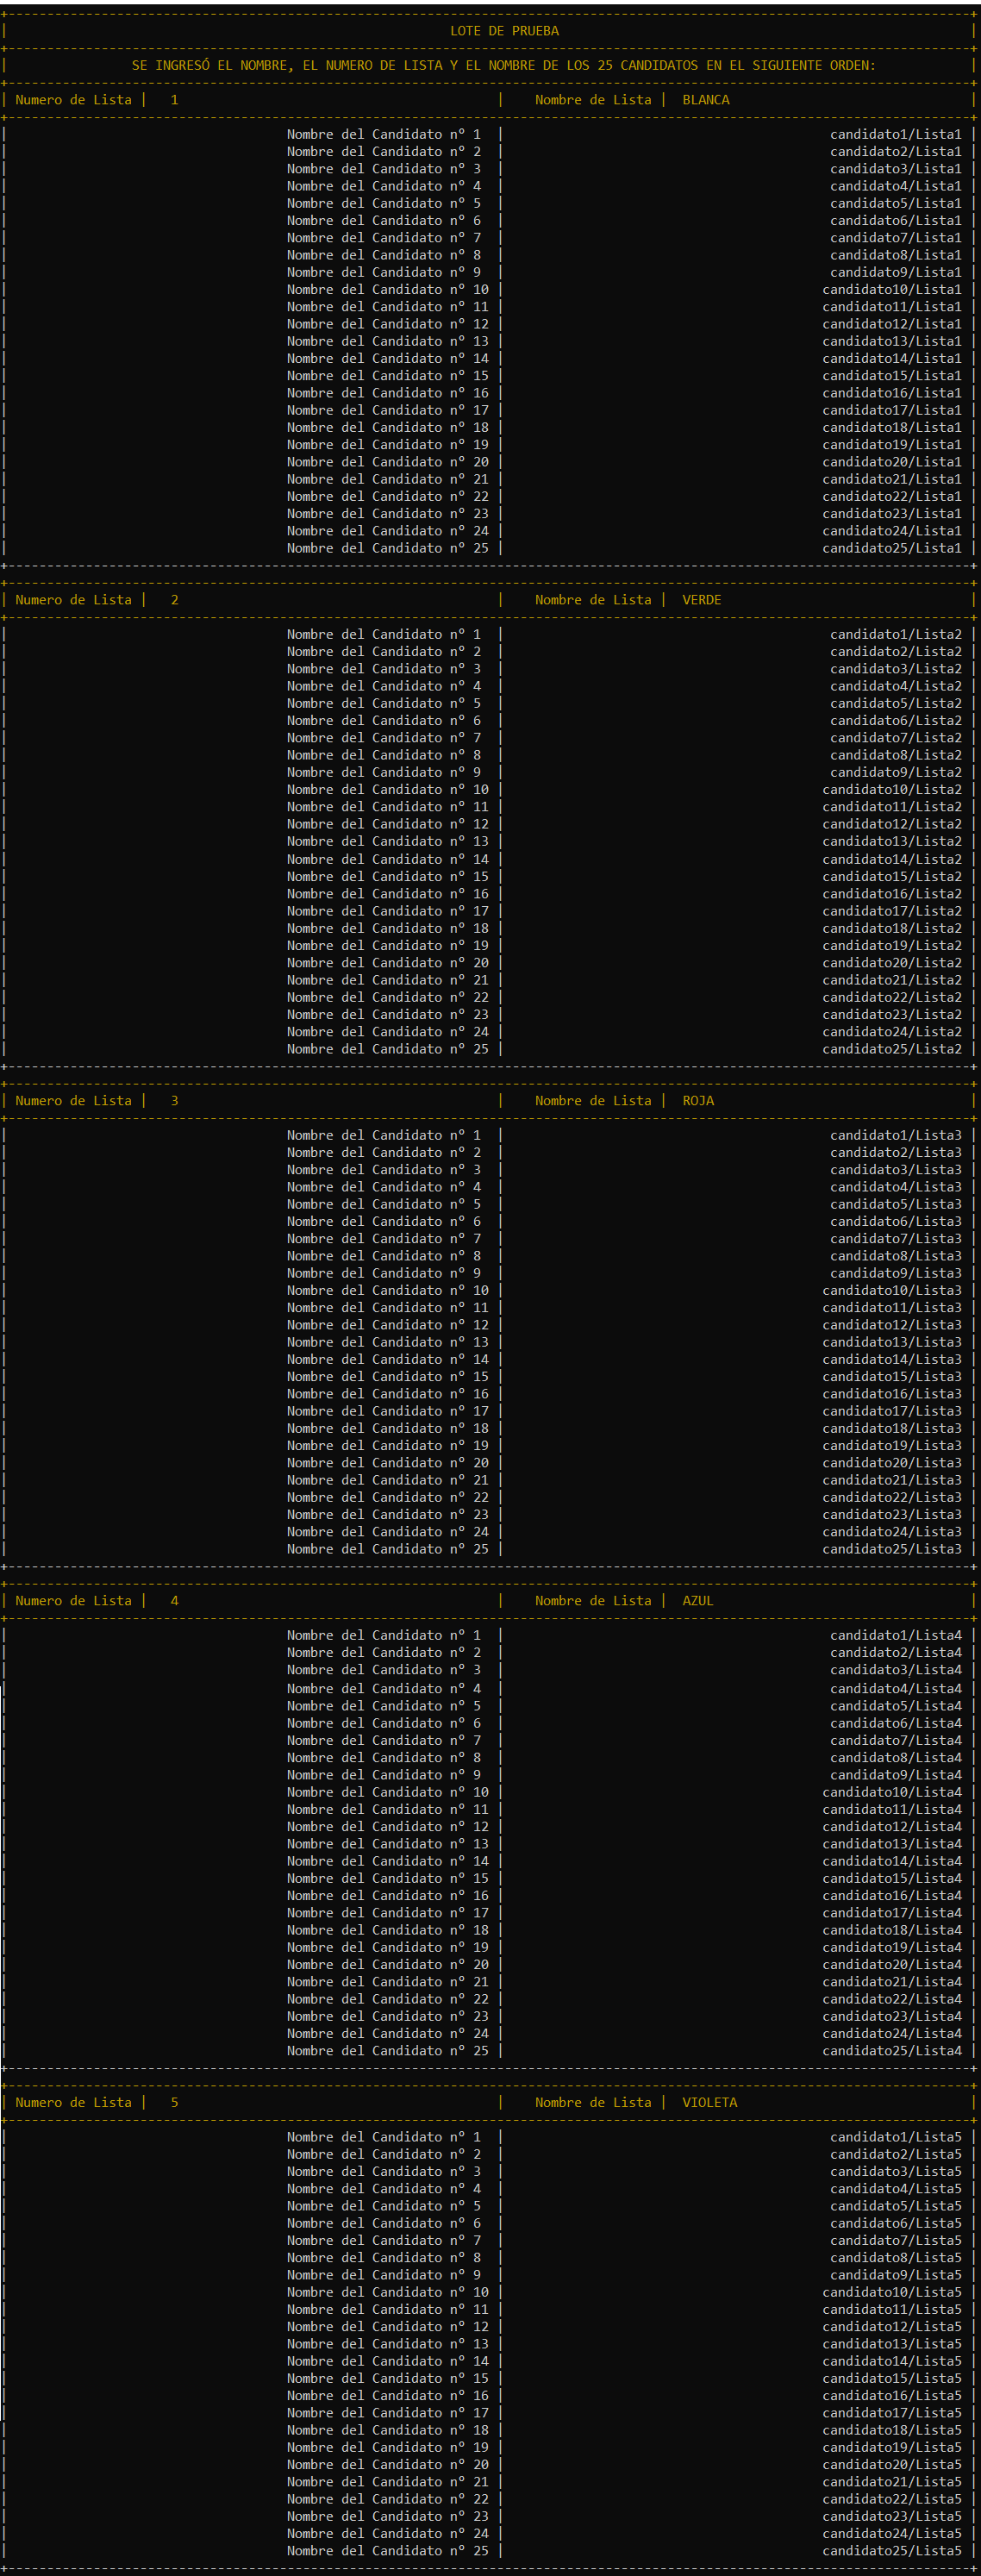 LOTE DE PRUEBA
SE INGRESÓ EL NOMBRE, EL NUMERO DE LISTA Y EL NOMBRE DE LOS 25 CANDIDATOS EN EL SIGUIENTE ORDEN:
Numero de Lista | 1 | Nombre de Lista | BLANCA
Nombre del Candidato nº 1 | candidato1/Lista1
Nombre del Candidato nº 2 | candidato2/Lista1
Nombre del Candidato nº 3 | candidato3/Lista1
Nombre del Candidato nº 4 | candidato4/Lista1
Nombre del Candidato nº 5 | candidato5/Lista1
Nombre del Candidato nº 6 | candidato6/Lista1
Nombre del Candidato nº 7 | candidato7/Lista1
Nombre del Candidato nº 8 | candidato8/Lista1
Nombre del Candidato nº 9 | candidato9/Lista1
Nombre del Candidato nº 10 | candidato10/Lista1
Nombre del Candidato nº 11 | candidato11/Lista1
Nombre del Candidato nº 12 | candidato12/Lista1
Nombre del Candidato nº 13 | candidato13/Lista1
Nombre del Candidato nº 14 | candidato14/Lista1
Nombre del Candidato nº 15 | candidato15/Lista1
Nombre del Candidato nº 16 | candidato16/Lista1
Nombre del Candidato nº 17 | candidato17/Lista1
Nombre del Candidato nº 18 | candidato18/Lista1
Nombre del Candidato nº 19 | candidato19/Lista1
Nombre del Candidato nº 20 | candidato20/Lista1
Nombre del Candidato nº 21 | candidato21/Lista1
Nombre del Candidato nº 22 | candidato22/Lista1
Nombre del Candidato nº 23 | candidato23/Lista1
Nombre del Candidato nº 24 | candidato24/Lista1
Nombre del Candidato nº 25 | candidato25/Lista1
Numero de Lista | 2 | Nombre de Lista | VERDE
Nombre del Candidato nº 1 | candidato1/Lista2
Nombre del Candidato nº 2 | candidato2/Lista2
Nombre del Candidato nº 3 | candidato3/Lista2
Nombre del Candidato nº 4 | candidato4/Lista2
Nombre del Candidato nº 5 | candidato5/Lista2
Nombre del Candidato nº 6 | candidato6/Lista2
Nombre del Candidato nº 7 | candidato7/Lista2
Nombre del Candidato nº 8 | candidato8/Lista2
Nombre del Candidato nº 9 | candidato9/Lista2
Nombre del Candidato nº 10 | candidato10/Lista2
Nombre del Candidato nº 11 | candidato11/Lista2
Nombre del Candidato nº 12 | candidato12/Lista2
Nombre del Candidato nº 13 | candidato13/Lista2
Nombre del Candidato nº 14 | candidato14/Lista2
Nombre del Candidato nº 15 | candidato15/Lista2
Nombre del Candidato nº 16 | candidato16/Lista2
Nombre del Candidato nº 17 | candidato17/Lista2
Nombre del Candidato nº 18 | candidato18/Lista2
Nombre del Candidato nº 19 | candidato19/Lista2
Nombre del Candidato nº 20 | candidato20/Lista2
Nombre del Candidato nº 21 | candidato21/Lista2
Nombre del Candidato nº 22 | candidato22/Lista2
Nombre del Candidato nº 23 | candidato23/Lista2
Nombre del Candidato nº 24 | candidato24/Lista2
Nombre del Candidato nº 25 | candidato25/Lista2
Numero de Lista | 3 | Nombre de Lista | ROJA
Nombre del Candidato nº 1 | candidato1/Lista3
Nombre del Candidato nº 2 | candidato2/Lista3
Nombre del Candidato nº 3 | candidato3/Lista3
Nombre del Candidato nº 4 | candidato4/Lista3
Nombre del Candidato nº 5 | candidato5/Lista3
Nombre del Candidato nº 6 | candidato6/Lista3
Nombre del Candidato nº 7 | candidato7/Lista3
Nombre del Candidato nº 8 | candidato8/Lista3
Nombre del Candidato nº 9 | candidato9/Lista3
Nombre del Candidato nº 10 | candidato10/Lista3
Nombre del Candidato nº 11 | candidato11/Lista3
Nombre del Candidato nº 12 | candidato12/Lista3
Nombre del Candidato nº 13 | candidato13/Lista3
Nombre del Candidato nº 14 | candidato14/Lista3
Nombre del Candidato nº 15 | candidato15/Lista3
Nombre del Candidato nº 16 | candidato16/Lista3
Nombre del Candidato nº 17 | candidato17/Lista3
Nombre del Candidato nº 18 | candidato18/Lista3
Nombre del Candidato nº 19 | candidato19/Lista3
Nombre del Candidato nº 20 | candidato20/Lista3
Nombre del Candidato nº 21 | candidato21/Lista3
Nombre del Candidato nº 22 | candidato22/Lista3
Nombre del Candidato nº 23 | candidato23/Lista3
Nombre del Candidato nº 24 | candidato24/Lista3
Nombre del Candidato nº 25 | candidato25/Lista3
Numero de Lista | 4 | Nombre de Lista | AZUL
Nombre del Candidato nº 1 | candidato1/Lista4
Nombre del Candidato nº 2 | candidato2/Lista4
Nombre del Candidato nº 3 | candidato3/Lista4
Nombre del Candidato nº 4 | candidato4/Lista4
Nombre del Candidato nº 5 | candidato5/Lista4
Nombre del Candidato nº 6 | candidato6/Lista4
Nombre del Candidato nº 7 | candidato7/Lista4
Nombre del Candidato nº 8 | candidato8/Lista4
Nombre del Candidato nº 9 | candidato9/Lista4
Nombre del Candidato nº 10 | candidato10/Lista4
Nombre del Candidato nº 11 | candidato11/Lista4
Nombre del Candidato nº 12 | candidato12/Lista4
Nombre del Candidato nº 13 | candidato13/Lista4
Nombre del Candidato nº 14 | candidato14/Lista4
Nombre del Candidato nº 15 | candidato15/Lista4
Nombre del Candidato nº 16 | candidato16/Lista4
Nombre del Candidato nº 17 | candidato17/Lista4
Nombre del Candidato nº 18 | candidato18/Lista4
Nombre del Candidato nº 19 | candidato19/Lista4
Nombre del Candidato nº 20 | candidato20/Lista4
Nombre del Candidato nº 21 | candidato21/Lista4
Nombre del Candidato nº 22 | candidato22/Lista4
Nombre del Candidato nº 23 | candidato23/Lista4
Nombre del Candidato nº 24 | candidato24/Lista4
Nombre del Candidato nº 25 | candidato25/Lista4
Numero de Lista | 5 | Nombre de Lista | VIOLETA
Nombre del Candidato nº 1 | candidato1/Lista5
Nombre del Candidato nº 2 | candidato2/Lista5
Nombre del Candidato nº 3 | candidato3/Lista5
Nombre del Candidato nº 4 | candidato4/Lista5
Nombre del Candidato nº 5 | candidato5/Lista5
Nombre del Candidato nº 6 | candidato6/Lista5
Nombre del Candidato nº 7 | candidato7/Lista5
Nombre del Candidato nº 8 | candidato8/Lista5
Nombre del Candidato nº 9 | candidato9/Lista5
Nombre del Candidato nº 10 | candidato10/Lista5
Nombre del Candidato nº 11 | candidato11/Lista5
Nombre del Candidato nº 12 | candidato12/Lista5
Nombre del Candidato nº 13 | candidato13/Lista5
Nombre del Candidato nº 14 | candidato14/Lista5
Nombre del Candidato nº 15 | candidato15/Lista5
Nombre del Candidato nº 16 | candidato16/Lista5
Nombre del Candidato nº 17 | candidato17/Lista5
Nombre del Candidato nº 18 | candidato18/Lista5
Nombre del Candidato nº 19 | candidato19/Lista5
Nombre del Candidato nº 20 | candidato20/Lista5
Nombre del Candidato nº 21 | candidato21/Lista5
Nombre del Candidato nº 22 | candidato22/Lista5
Nombre del Candidato nº 23 | candidato23/Lista5
Nombre del Candidato nº 24 | candidato24/Lista5
Nombre del Candidato nº 25 | candidato25/Lista5